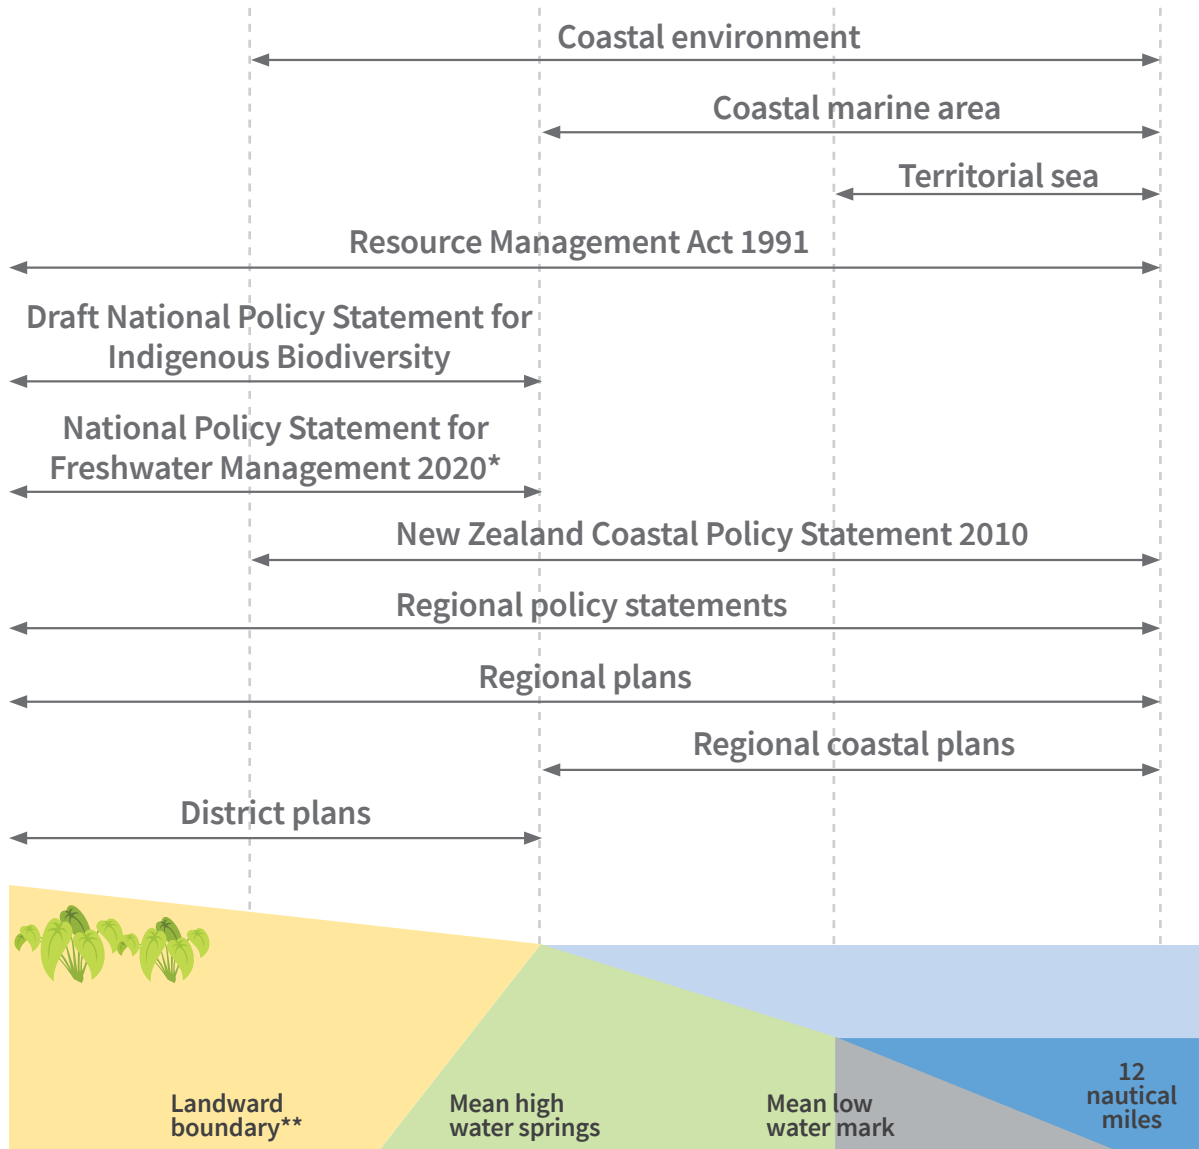 Coastal environment
Coastal marine area
Territorial sea
Resource Management Act 1991
Draft National Policy Statement for
Indigenous Biodiversity
National Policy Statement for
Freshwater Management 2020*
New Zealand Coastal Policy Statement 2010
Regional policy statements
Regional plans
Regional coastal plans
District plans
Landward
boundary**
Mean high
water springs
Mean low
water mark
12
nautical
miles